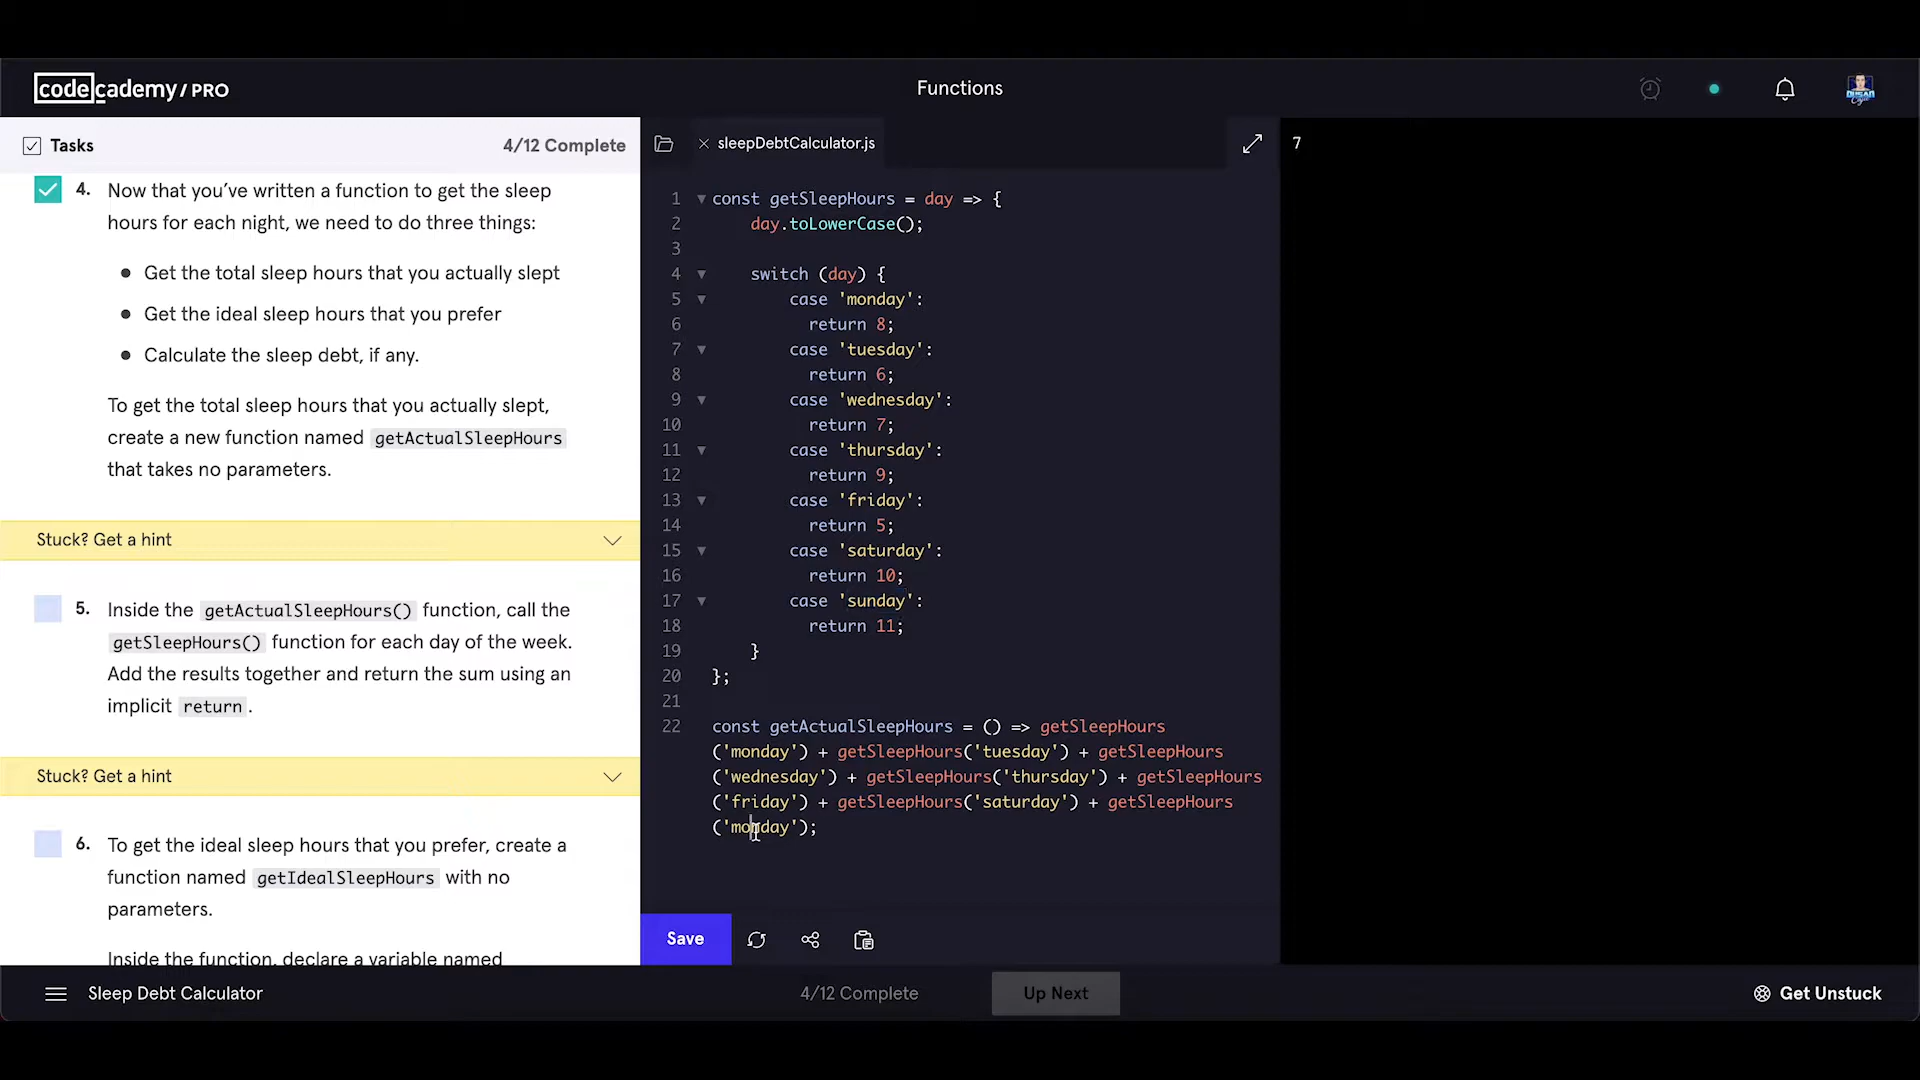 codecademy/PRO
Functions
Tasks
4/12 Complete
4. Now that you've written a function to get the sleep
hours for each night, we need to do three things:
● Get the total sleep hours that you actually slept
● Get the ideal sleep hours that you prefer
● Calculate the sleep debt, if any.
To get the total sleep hours that you actually slept,
create a new function named getActualSleepHours
that takes no parameters.
Stuck? Get a hint
5. Inside the getActualSleepHours() function, call the
getSleepHours() function for each day of the week.
Add the results together and return the sum using an
implicit return.
Stuck? Get a hint
6. To get the ideal sleep hours that you prefer, create a
function named getIdealSleepHours with no
parameters.
Inside the function, declare a variable named
sleepDebtCalculator.js
1 const getSleepHours = day => {
2 day.toLowerCase();
3
4 switch (day) {
5 case 'monday':
6 return 8;
7 case 'tuesday':
8 return 6;
9 case 'wednesday':
10 return 7;
11 case 'thursday':
12 return 9;
13 case 'friday':
14 return 5;
15 case 'saturday':
16 return 10;
17 case 'sunday':
18 return 11;
19 }
20 };
21
22 const getActualSleepHours = () => getSleepHours
('monday') + getSleepHours('tuesday') + getSleepHours
('wednesday') + getSleepHours('thursday') + getSleepHours
('friday') + getSleepHours('saturday') + getSleepHours
('monday');
Save
7
Sleep Debt Calculator
4/12 Complete
Up Next
Get Unstuck